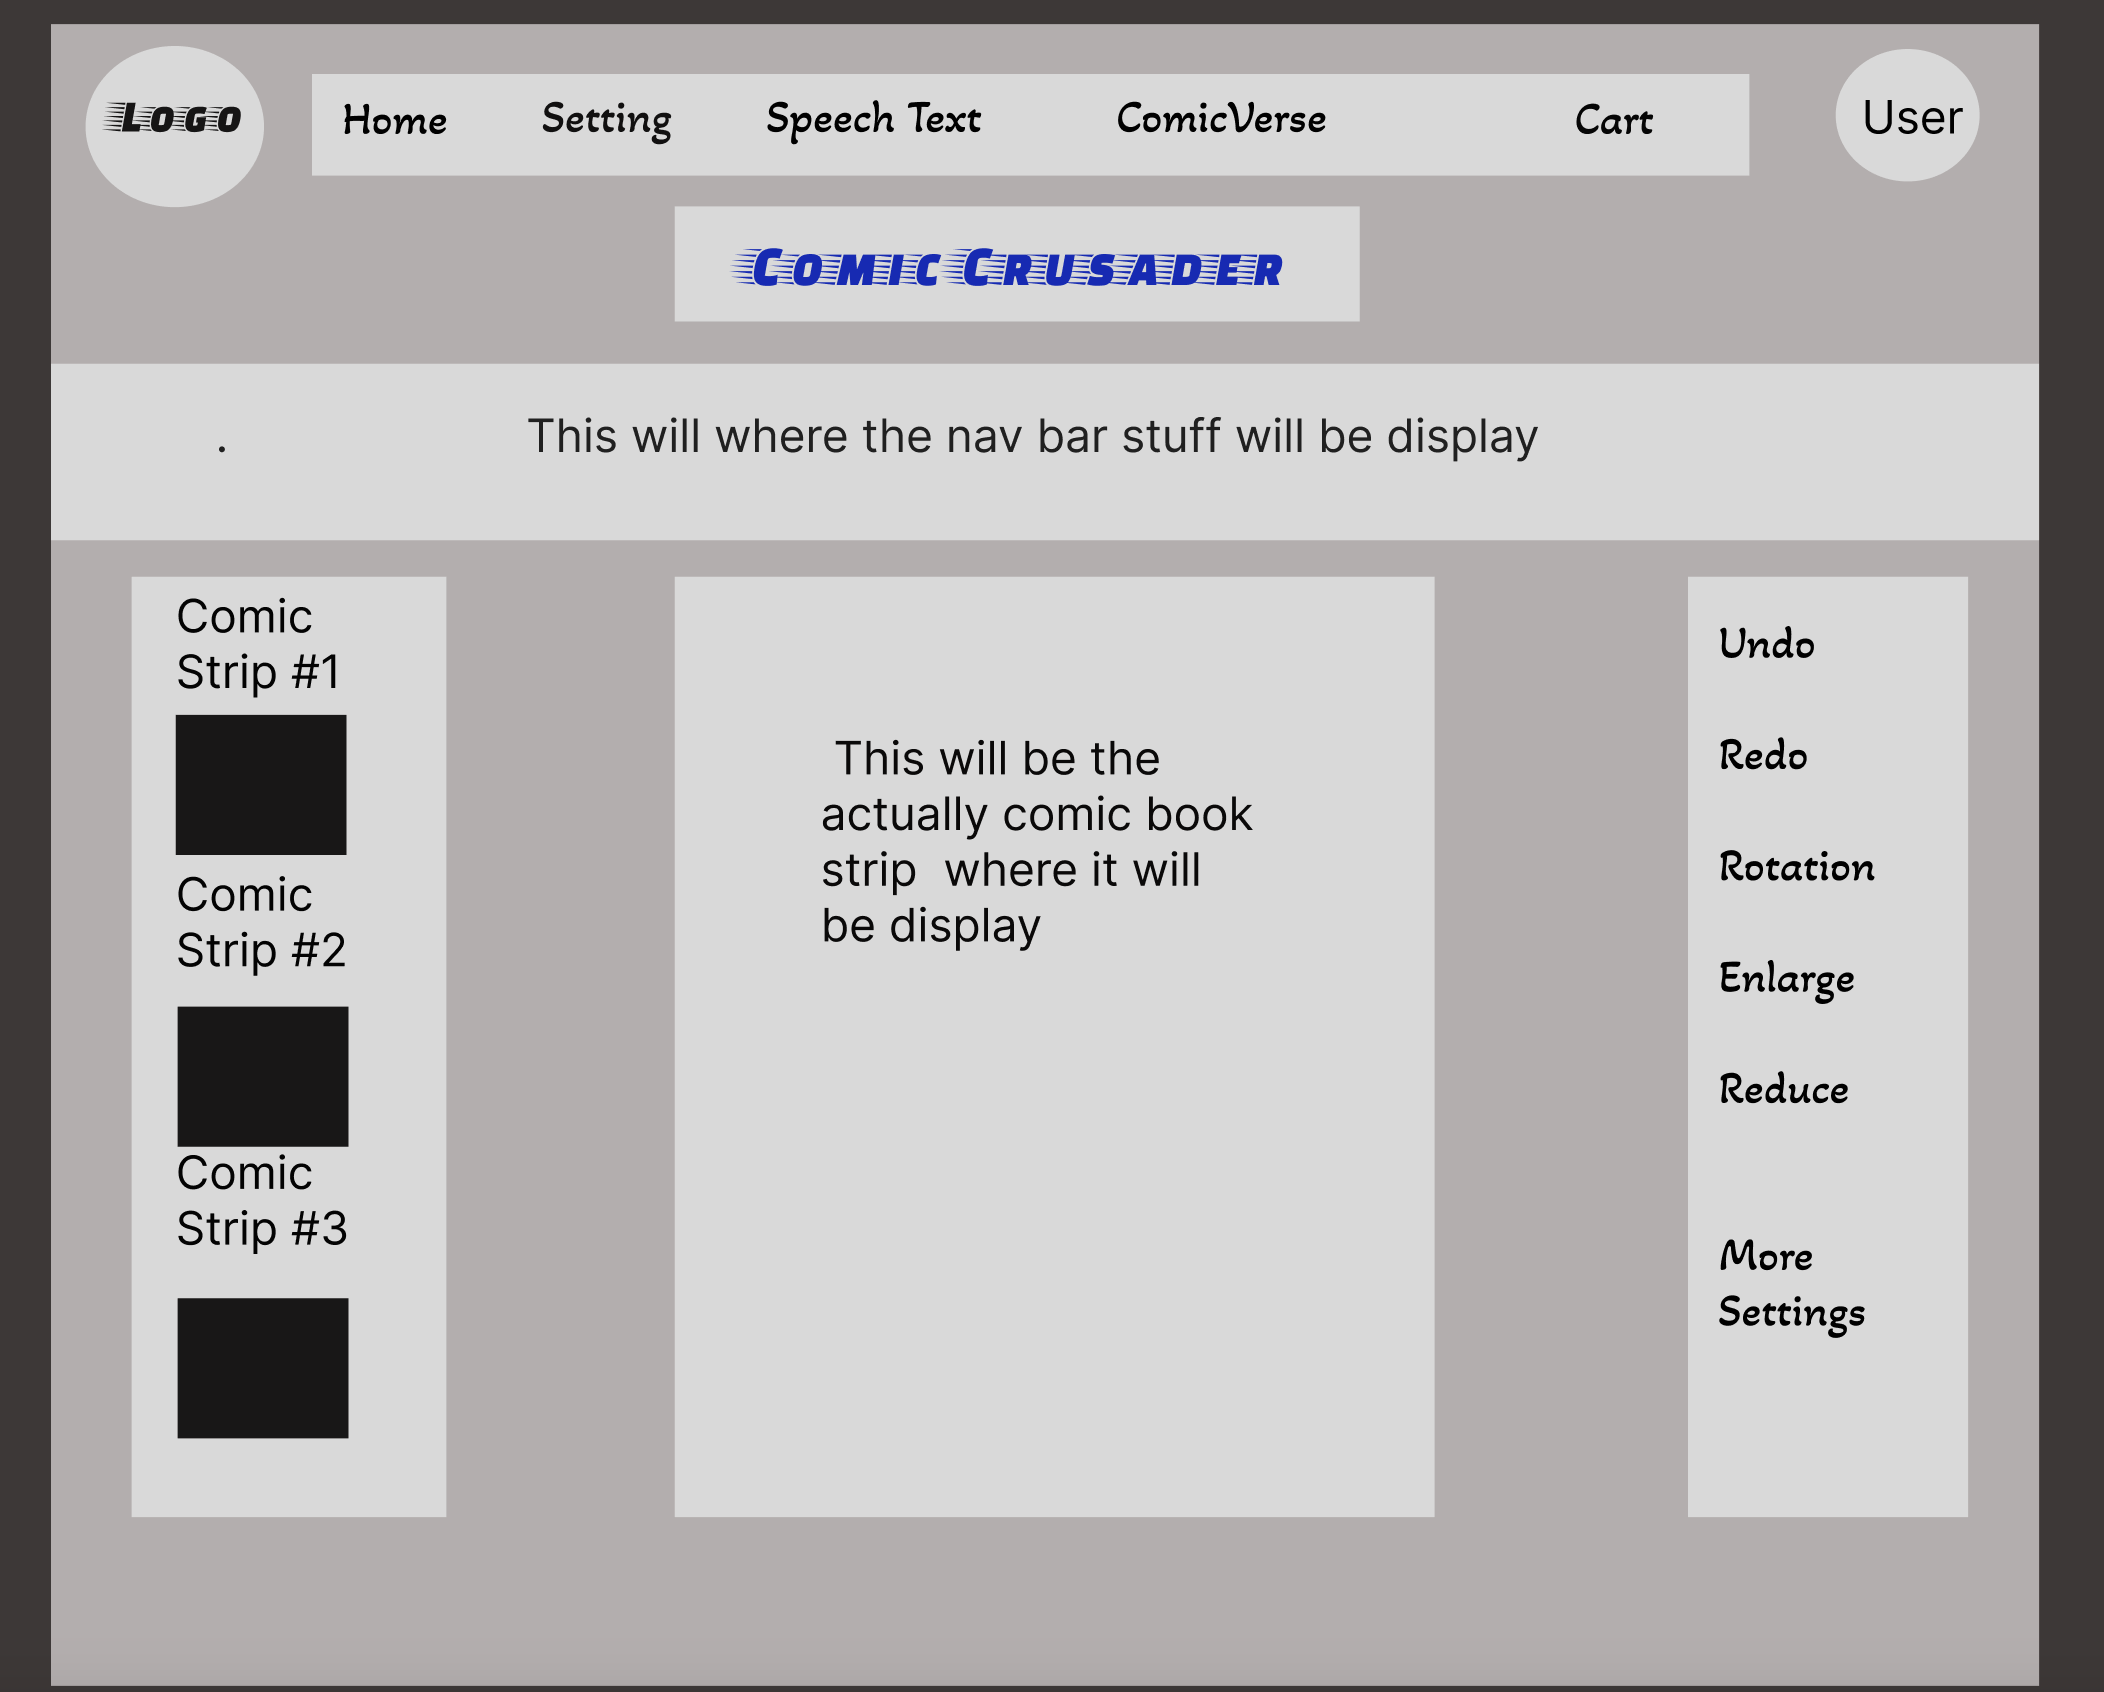 Logo
Home
Setting
Speech Text
ComicVerse
Cart
User
Comic Crusader
.
This will where the nav bar stuff will be display
Comic
Strip #1
Comic
Strip #2
Comic
Strip #3
This will be the
actually comic book
strip  where it will
be display
Undo
Redo
Rotation
Enlarge
Reduce
More
Settings